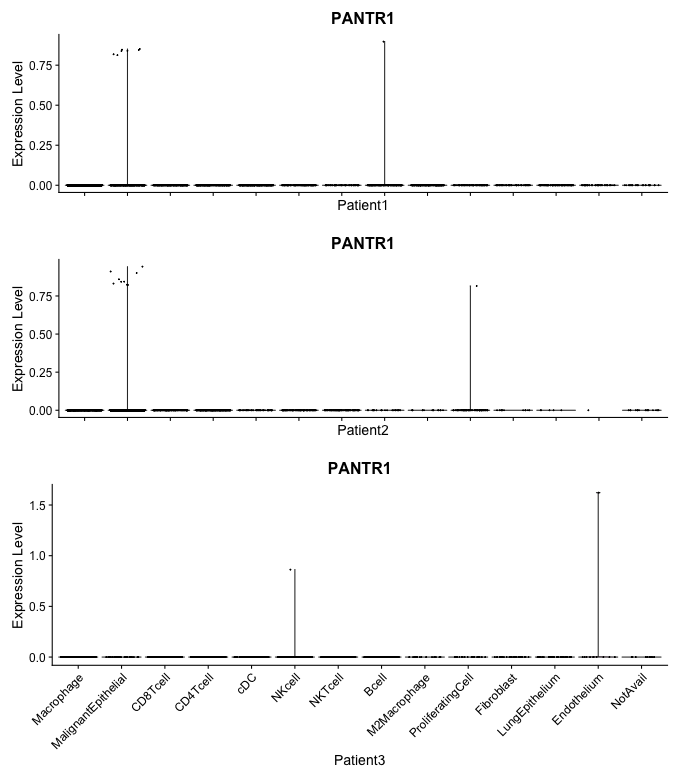 PANTR1
Expression Level
0.75
0.50
0.25
0.00
Patient1
PANTR1
Expression Level
0.75
0.50
0.25
0.00
Patient2
PANTR1
Expression Level
1.5
1.0
0.5
0.0
Macrophage
MalignantEpithelial
CD8Tcell
CD4Tcell
cDC
NKcell
NKTcell
Bcell
M2Macrophage
ProliferatingCell
Fibroblast
LungEpithelium
Endothelium
NotAvail
Patient3